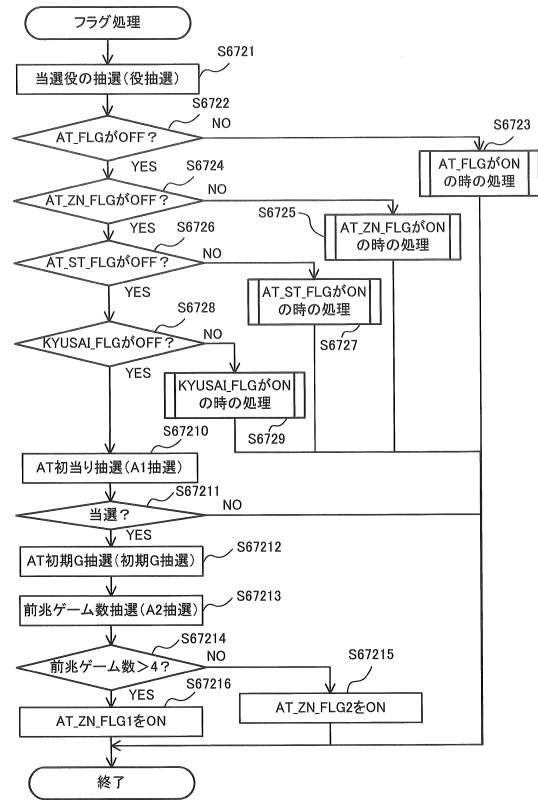 フラグ処理
S6721
当選役の抽選(役抽選)
S6722
AT_FLGがOFF?
NO
S6723
AT_FLGがON
の時の処理
YES
S6724
AT_ZN_FLGがOFF?
NO
S6725
AT_ZN_FLGがON
の時の処理
YES
S6726
AT_ST_FLGがOFF?
NO
AT_ST_FLGがON
の時の処理
S6727
YES
S6728
KYUSAI_FLGがOFF?
NO
YES
KYUSAI_FLGがON
の時の処理
S6729
S67210
AT初当り抽選(A1抽選)
S67211
当選?
NO
YES
AT初期G抽選(初期G抽選)
S67212
前兆ゲーム数抽選(A2抽選)
S67213
S67214
前兆ゲーム数>4?
NO
S67215
YES
S67216
AT_ZN_FLG1をON
AT_ZN_FLG2をON
終了